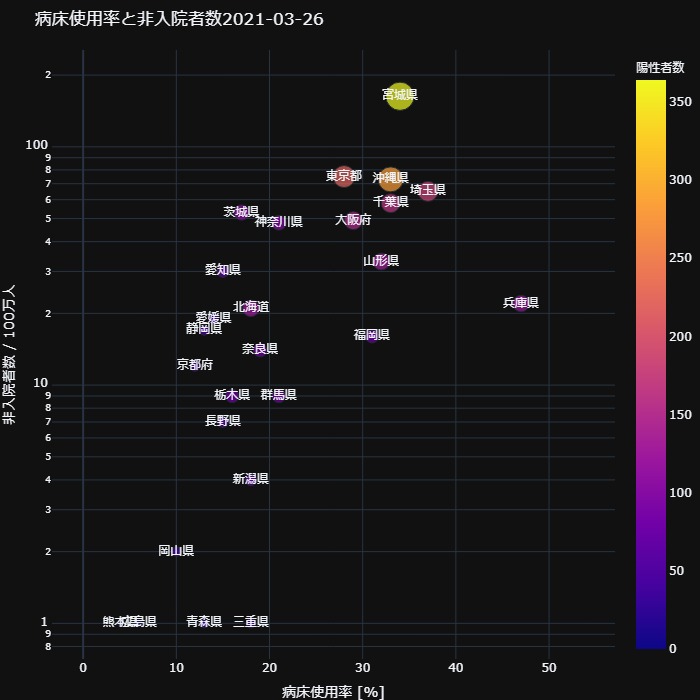 病床使用率と非入院者数2021-03-26
陽性者数
2
宮城県
350
100
9
8
7
6
5
4
3
2
東京都
沖縄県
埼玉県
千葉県
茨城県
神奈川県
大阪府
山形県
愛知県
兵庫県
北海道
愛媛県
静岡県
福岡県
奈良県
京都府
300
250
200
150
100
50
0
10
9
8
7
6
5
4
3
2
栃木県
群馬県
長野県
新潟県
岡山県
1
9
8
熊本県
広島県
青森県
三重県
非入院者数 / 100万人
0
10
20
30
40
50
病床使用率 [%]